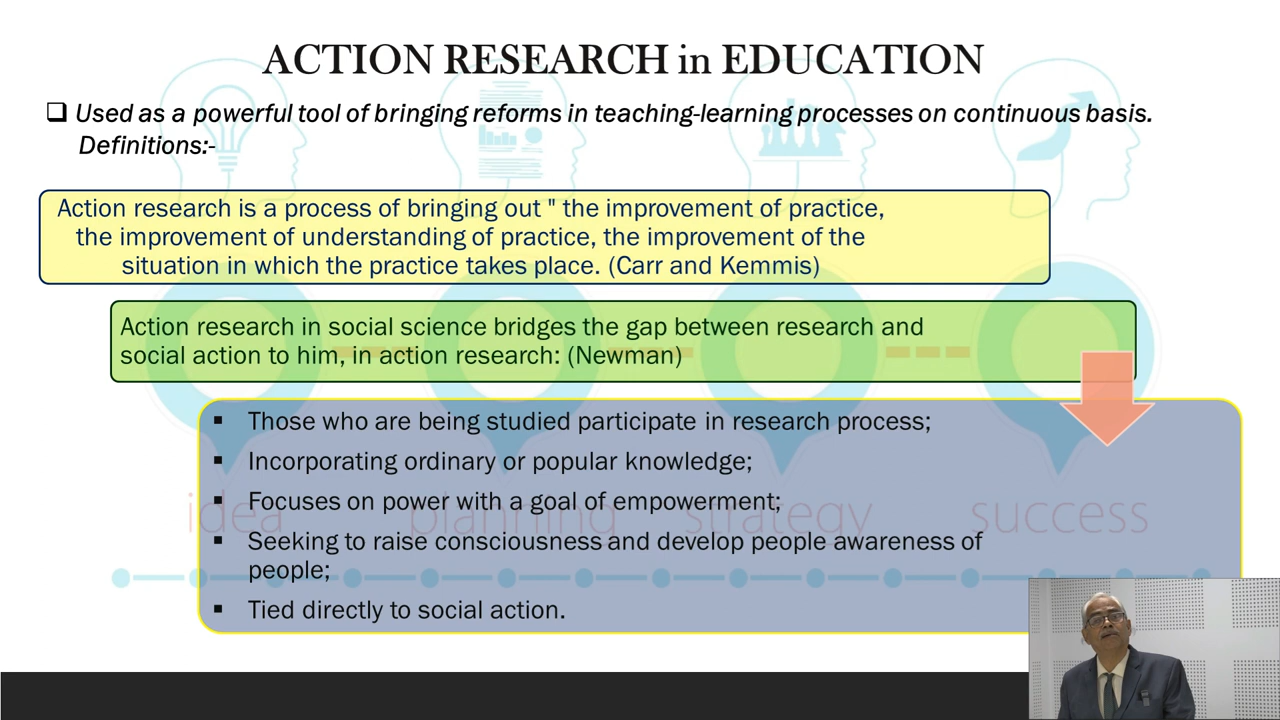 ACTION RESEARCH in EDUCATION
❑ Used as a powerful tool of bringing reforms in teaching-learning processes on continuous basis.
Definitions:-
Action research is a process of bringing out " the improvement of practice,
the improvement of understanding of practice, the improvement of the
situation in which the practice takes place. (Carr and Kemmis)
Action research in social science bridges the gap between research and
social action to him, in action research: (Newman)
▪ Those who are being studied participate in research process;
▪ Incorporating ordinary or popular knowledge;
▪ Focuses on power with a goal of empowerment;
idea planning strategy success
▪ Seeking to raise consciousness and develop people awareness of
people;
▪ Tied directly to social action.